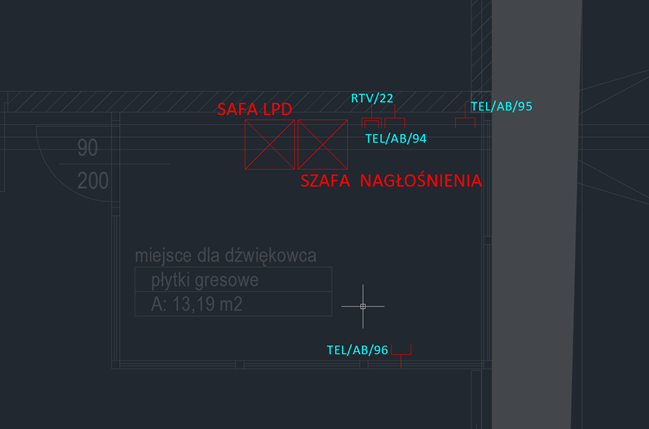 RTV/22
SAFA LPD
TEL/AB/95
TEL/AB/94
90
200
SZAFA NAGŁOŚNIENIA
miejsce dla dźwiękowca
płytki gresowe
A: 13,19 m2
TEL/AB/96